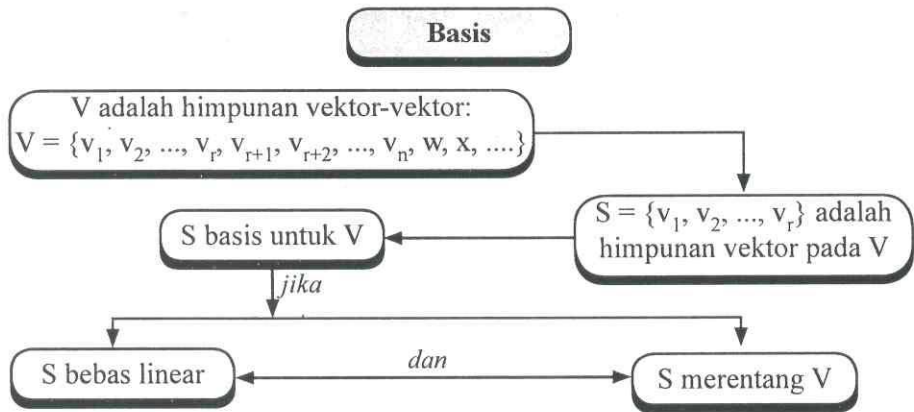 Basis
V adalah himpunan vektor-vektor:
V = {v₁, v₂, ..., vᵣ, vᵣ₊₁, vᵣ₊₂, ..., vₙ, w, x, ....}
S = {v₁, v₂, ..., vᵣ} adalah
himpunan vektor pada V
S basis untuk V
jika
S bebas linear
dan
S merentang V